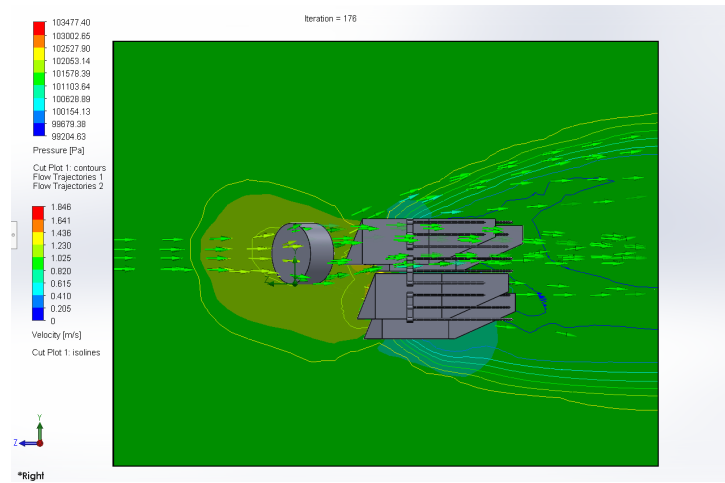 Iteration = 176
103477.40
103002.65
102527.90
102053.14
101578.39
101103.64
100628.89
100154.13
99679.38
99204.63
Pressure [Pa]
Cut Plot 1: contours
Flow Trajectories 1
Flow Trajectories 2
1.846
1.641
1.436
1.230
1.025
0.820
0.615
0.410
0.205
0
Velocity [m/s]
Cut Plot 1: isolines
Y
Z
*Right